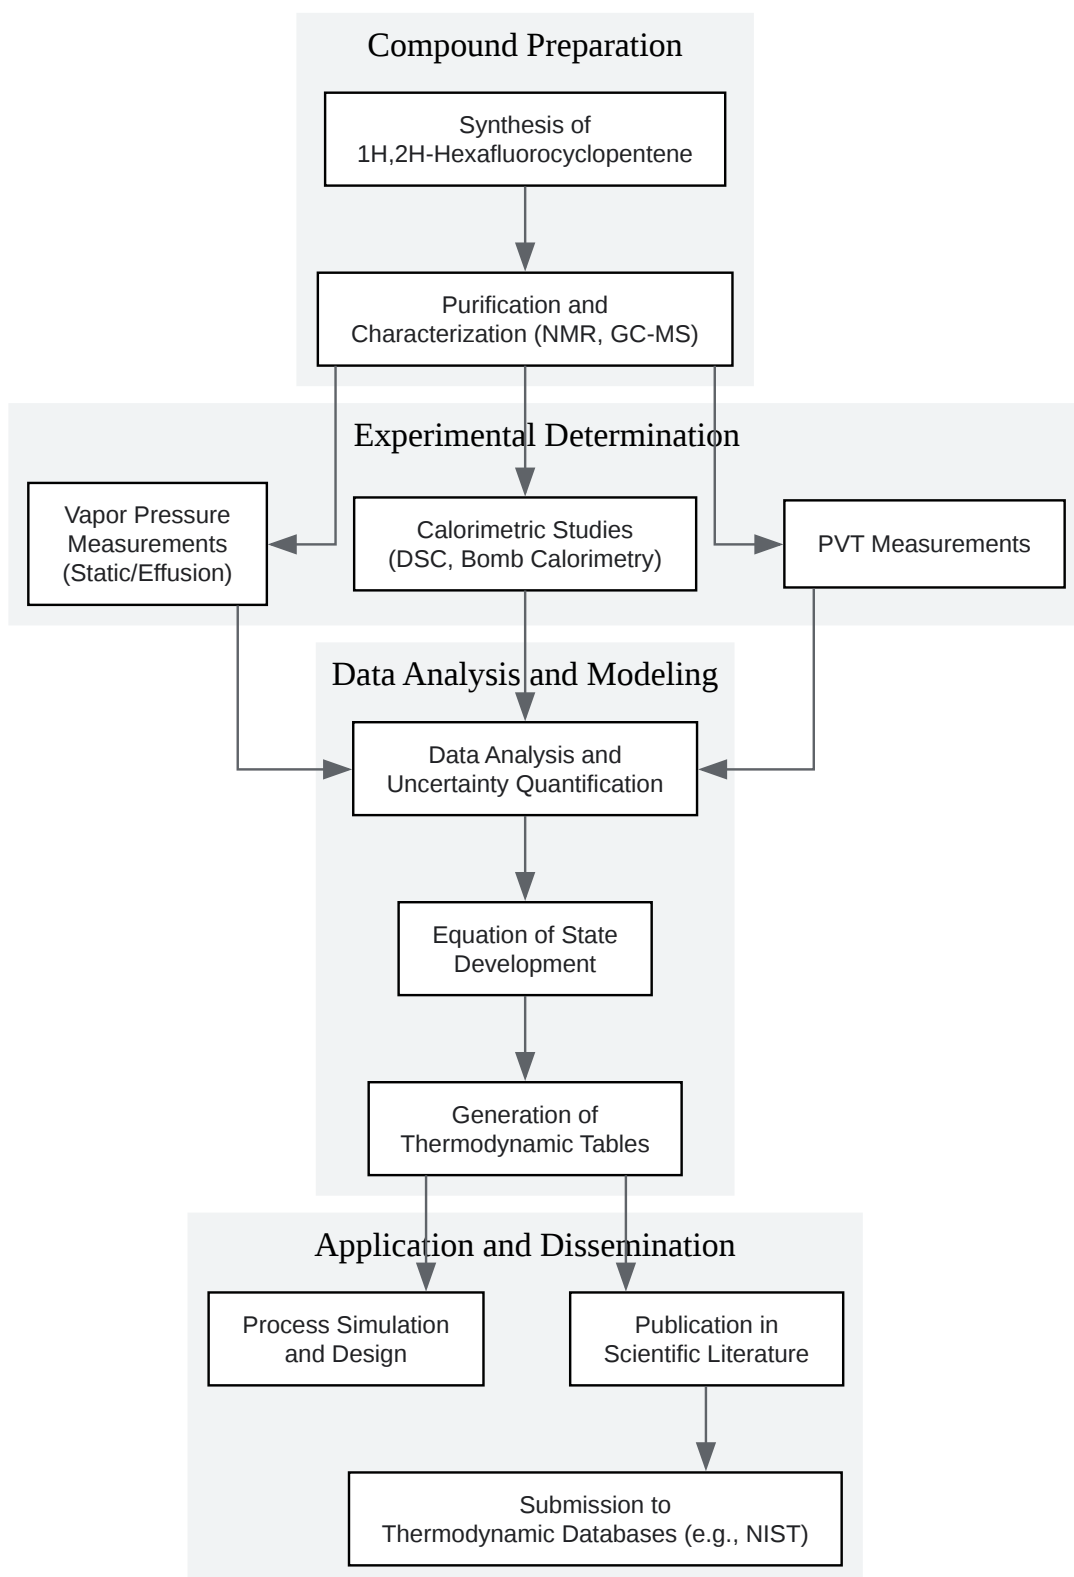 Compound Preparation
Synthesis of
1H,2H-Hexafluorocyclopentene
Purification and
Characterization (NMR, GC-MS)
Experimental Determination
Vapor Pressure
Measurements
(Static/Effusion)
Calorimetric Studies
(DSC, Bomb Calorimetry)
PVT Measurements
Data Analysis and Modeling
Data Analysis and
Uncertainty Quantification
Equation of State
Development
Generation of
Thermodynamic Tables
Application and Dissemination
Process Simulation
and Design
Publication in
Scientific Literature
Submission to
Thermodynamic Databases (e.g., NIST)